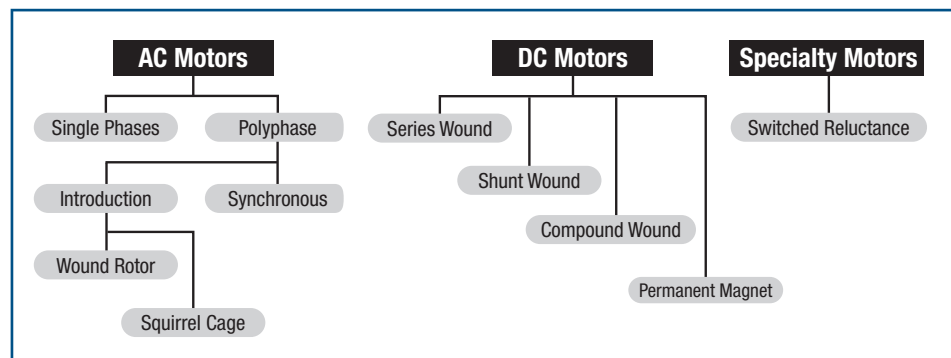 AC Motors
Single Phases
Polyphase
Introduction
Synchronous
Wound Rotor
Squirrel Cage
DC Motors
Series Wound
Shunt Wound
Compound Wound
Permanent Magnet
Specialty Motors
Switched Reluctance